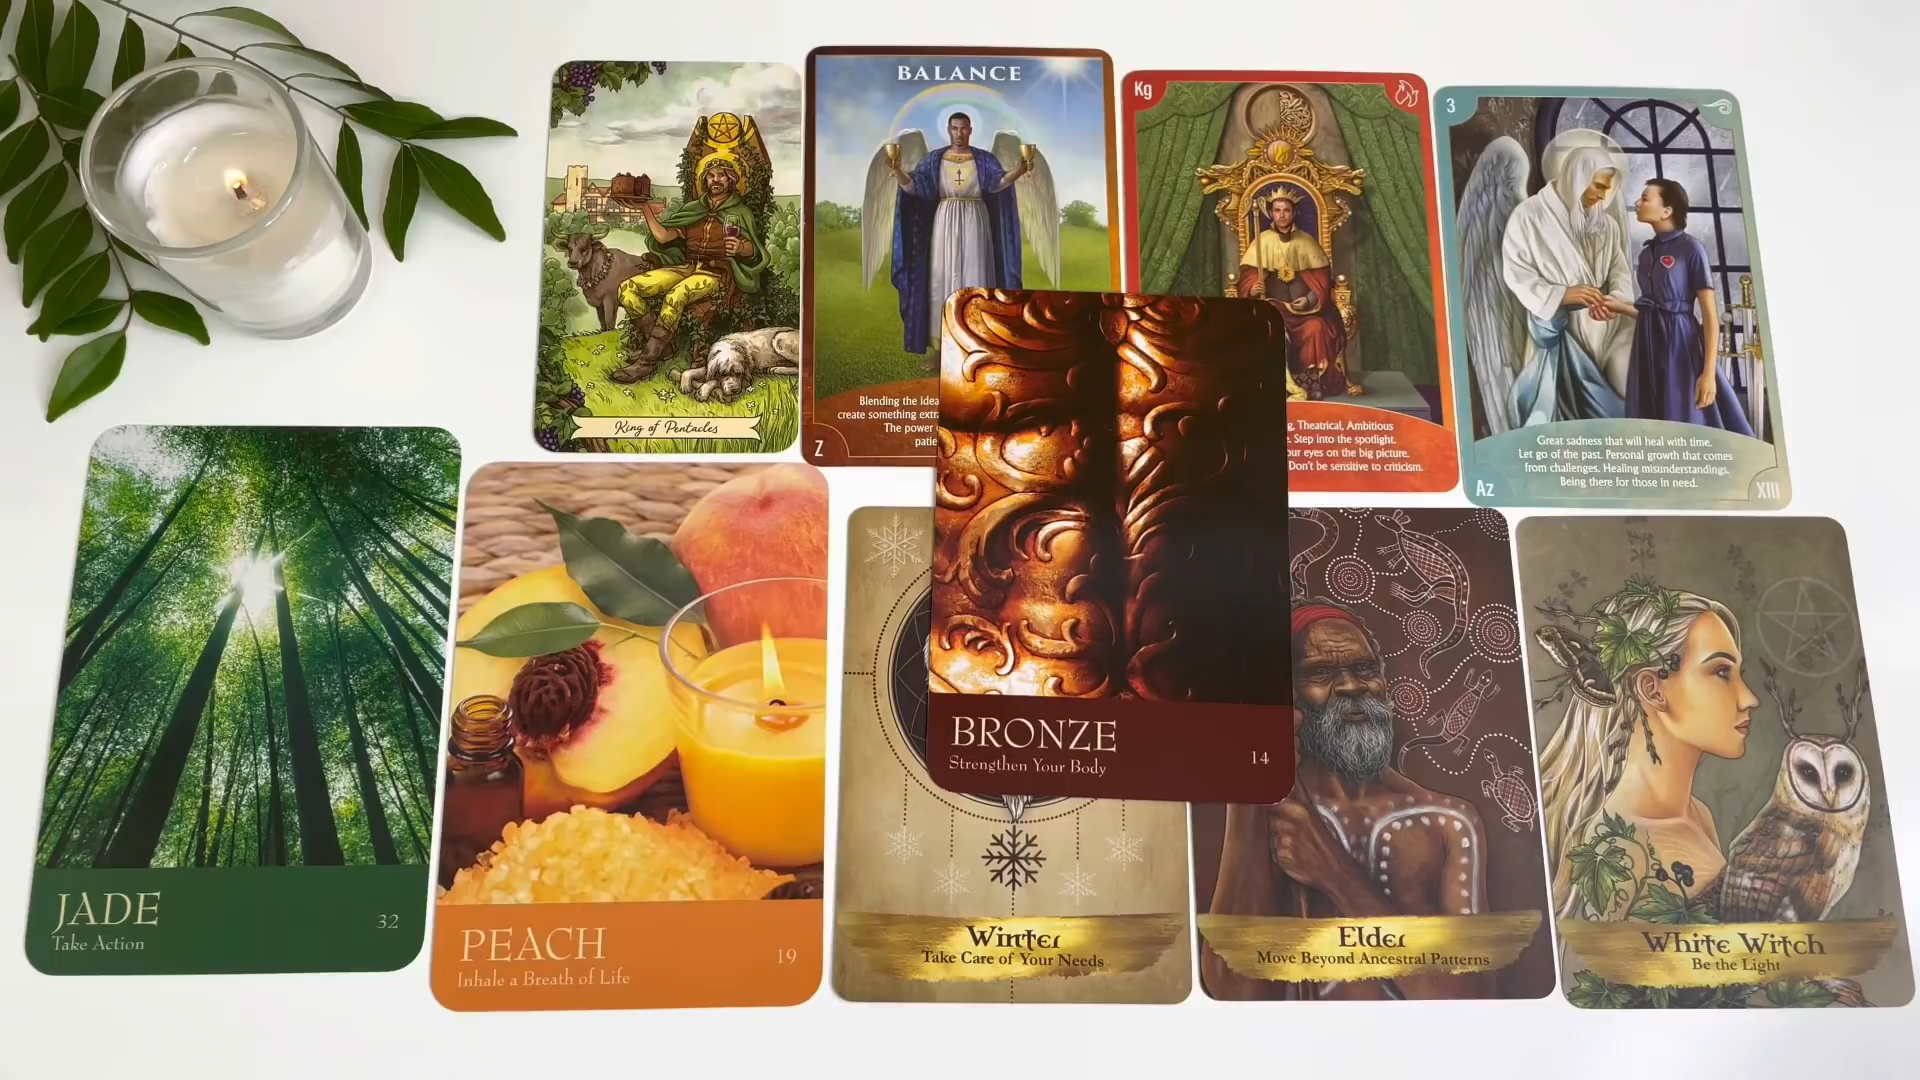 King of Pentacles
BALANCE
Blending the idea
create something extr
The power
patie
Z
Kg
g, Theatrical, Ambitious
. Step into the spotlight.
our eyes on the big picture.
Don't be sensitive to criticism.
3
Great sadness that will heal with time.
Let go of the past. Personal growth that comes
from challenges. Healing misunderstandings.
Being there for those in need.
Az
XIII
JADE
Take Action
32
PEACH
Inhale a Breath of Life
19
Winter
Take Care of Your Needs
BRONZE
Strengthen Your Body
14
Elder
Move Beyond Ancestral Patterns
White Witch
Be the Light